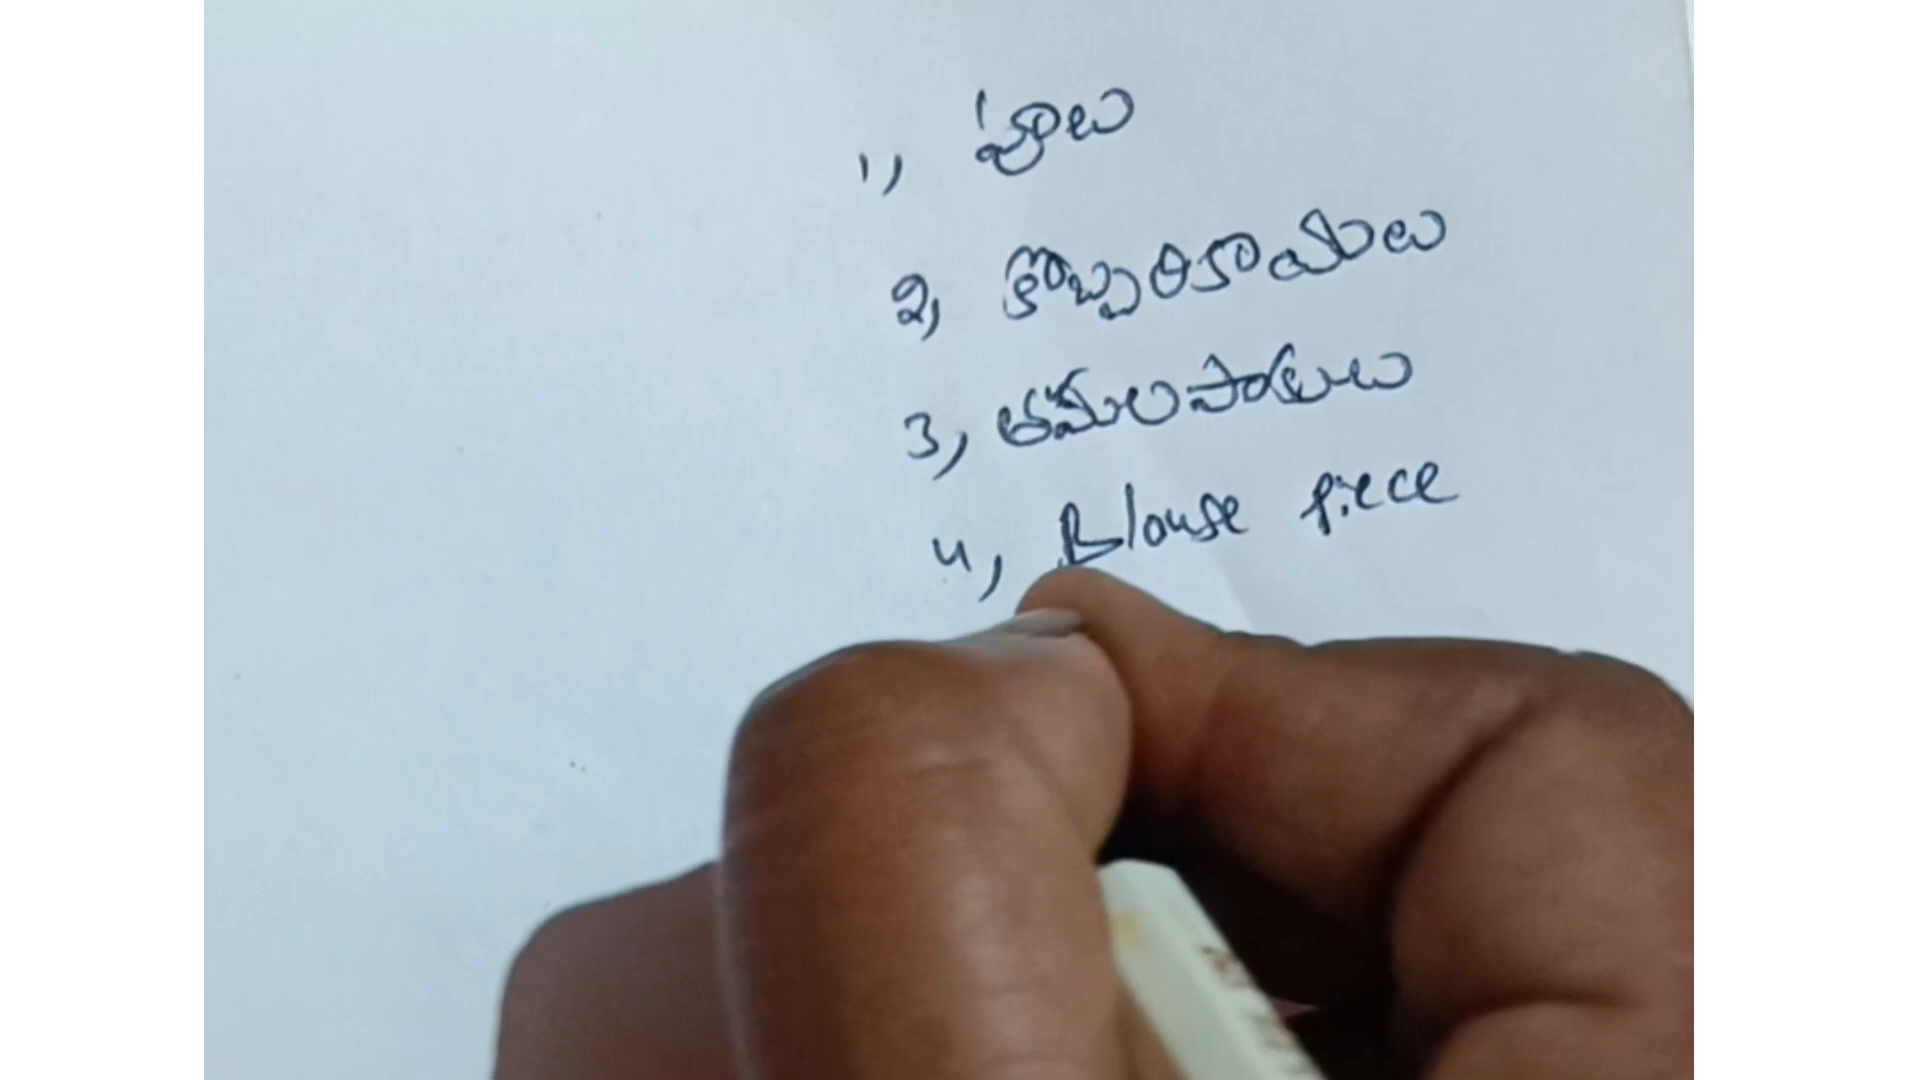 1, పూలు
2, కొబ్బరికాయలు
3, తమలపాకులు
4, Blouse piece